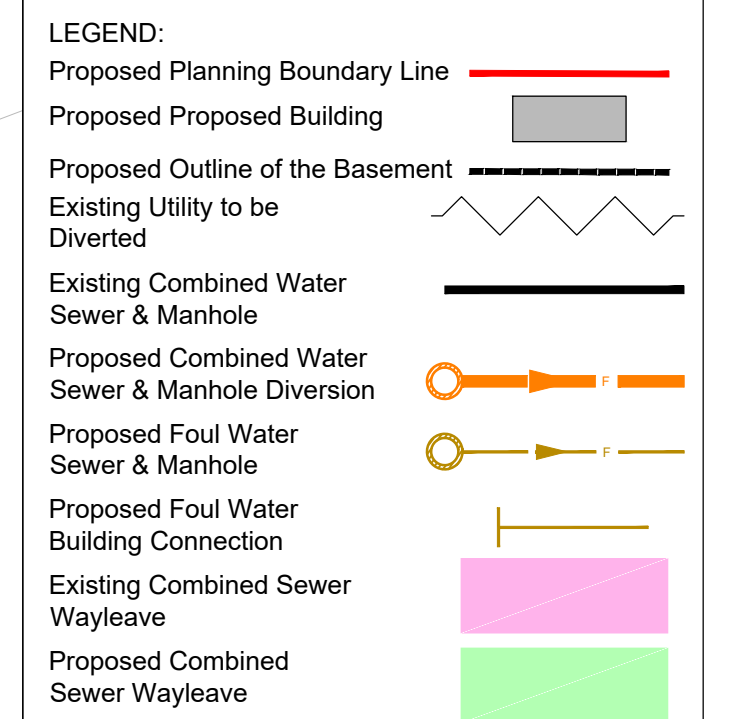 LEGEND:
Proposed Planning Boundary Line
Proposed Proposed Building
Proposed Outline of the Basement
Existing Utility to be
Diverted
Existing Combined Water
Sewer & Manhole
Proposed Combined Water
Sewer & Manhole Diversion
F
Proposed Foul Water
Sewer & Manhole
F
Proposed Foul Water
Building Connection
Existing Combined Sewer
Wayleave
Proposed Combined
Sewer Wayleave